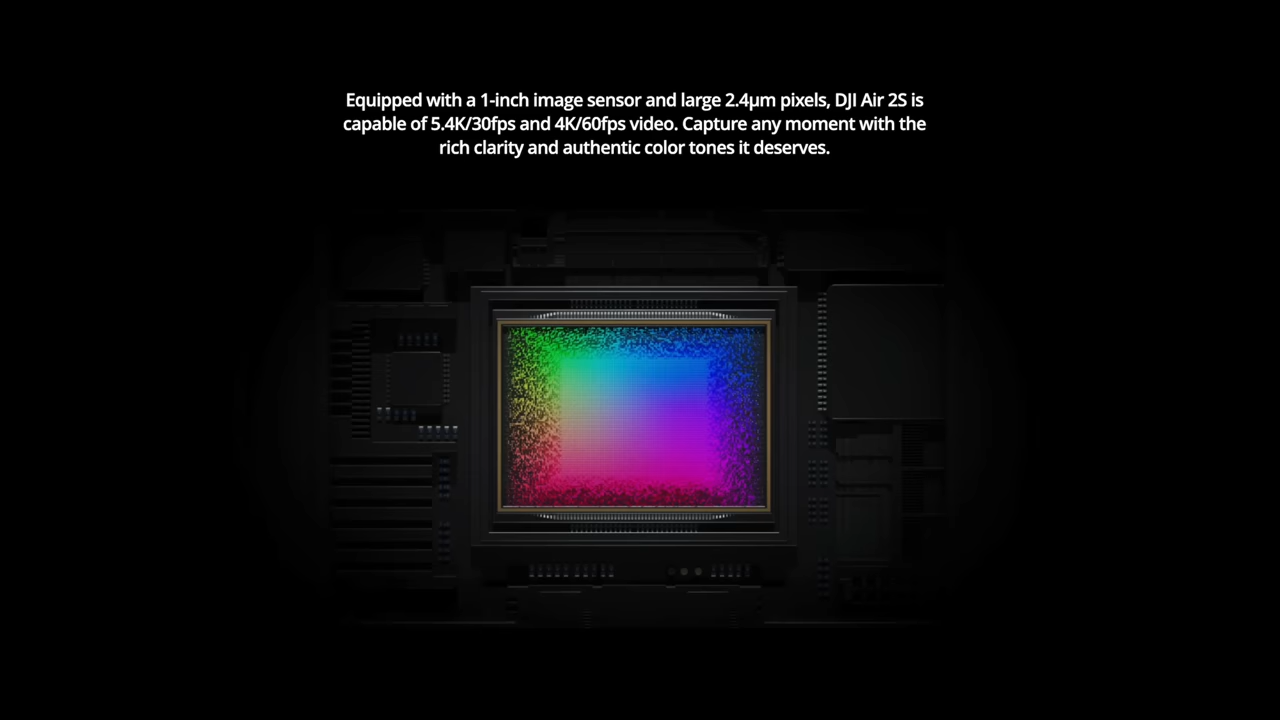 Equipped with a 1-inch image sensor and large 2.4μm pixels, DJI Air 2S is
capable of 5.4K/30fps and 4K/60fps video. Capture any moment with the
rich clarity and authentic color tones it deserves.